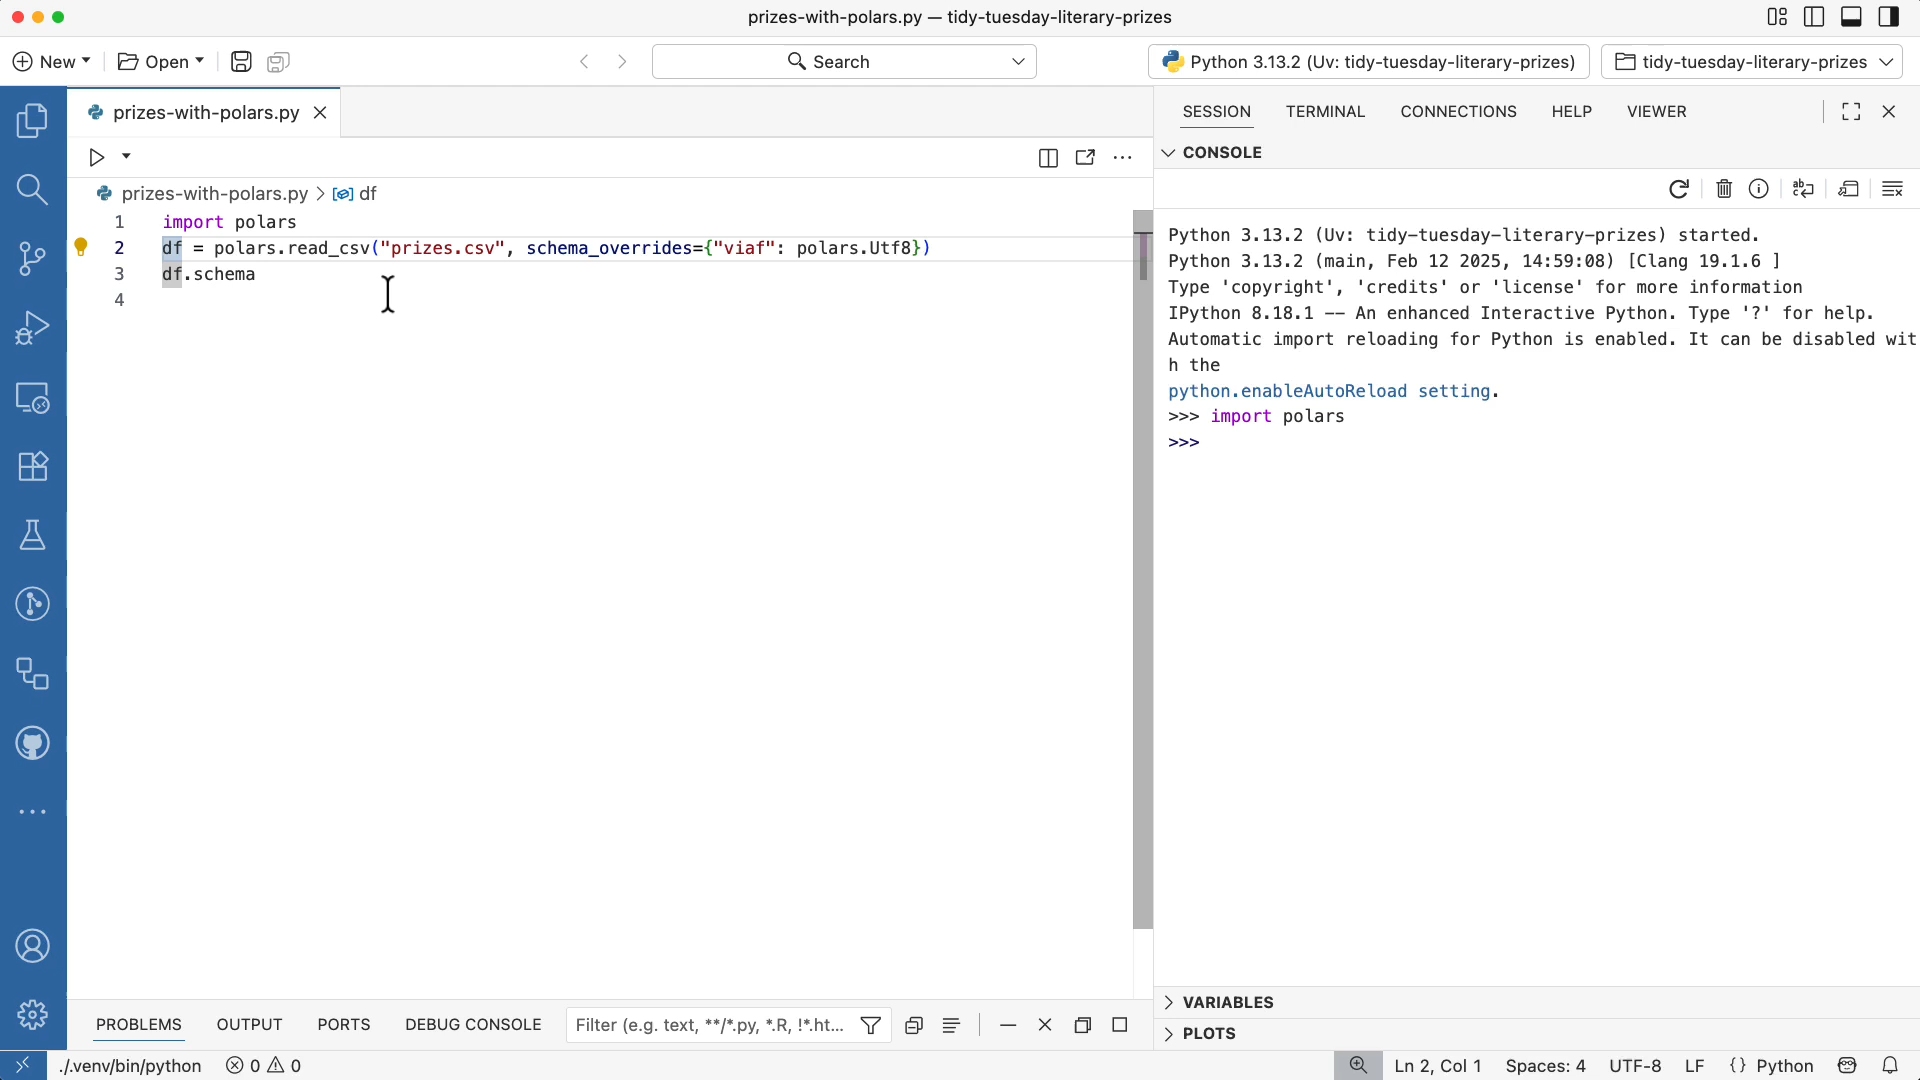 prizes-with-polars.py — tidy-tuesday-literary-prizes
New
Open
Search
Python 3.13.2 (Uv: tidy-tuesday-literary-prizes)
tidy-tuesday-literary-prizes
prizes-with-polars.py
prizes-with-polars.py > df
1 import polars
2 df = polars.read_csv("prizes.csv", schema_overrides={"viaf": polars.Utf8})
3 df.schema
4
SESSION TERMINAL CONNECTIONS HELP VIEWER
CONSOLE
Python 3.13.2 (Uv: tidy-tuesday-literary-prizes) started.
Python 3.13.2 (main, Feb 12 2025, 14:59:08) [Clang 19.1.6 ]
Type 'copyright', 'credits' or 'license' for more information
IPython 8.18.1 -- An enhanced Interactive Python. Type '?' for help.
Automatic import reloading for Python is enabled. It can be disabled wit
h the
python.enableAutoReload setting.
>>> import polars
>>>
VARIABLES
PLOTS
PROBLEMS OUTPUT PORTS DEBUG CONSOLE Filter (e.g. text, **/*.py, *.R, !*.ht...
./.venv/bin/python 0 0
Ln 2, Col 1 Spaces: 4 UTF-8 LF {} Python